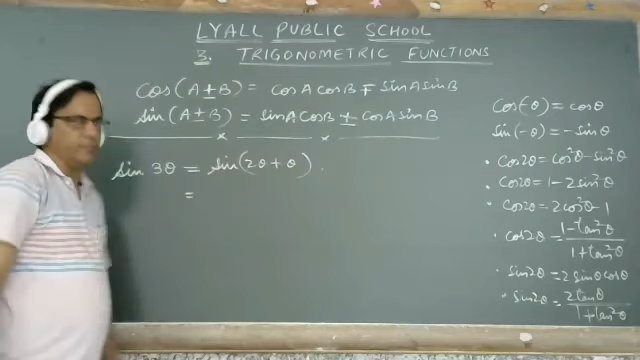 LYALL PUBLIC SCHOOL
3. TRIGONOMETRIC FUNCTIONS
cos(A±B) = cosA cosB ∓ sinA sinB
sin(A±B) = sinA cosB ± cosA sinB
sin 3θ = sin(2θ+θ).
=
cos(-θ) = cosθ
sin(-θ) = -sinθ
• cos2θ = cos²θ - sin²θ
• cos2θ = 1 - 2sin²θ
• cos2θ = 2cos²θ - 1
• cos2θ = (1 - tan²θ)/(1 + tan²θ)
• sin2θ = 2sinθ cosθ
• sin2θ = 2tanθ/(1 + tan²θ)